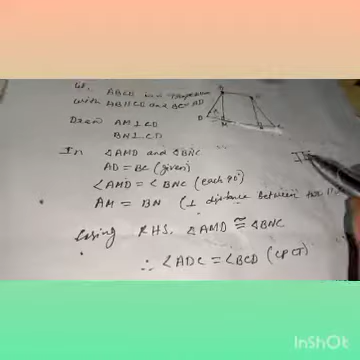 ABCD is a Trapezium
with AB||CD and BC=AD
Draw AM⊥CD
BN⊥CD
In △AMD and △BNC
AD = BC (given)
∠AMD = ∠BNC (each 90°)
AM = BN (⊥ distance between two
Using RHS, △AMD ≅ △BNC
∴ ∠ADC = ∠BCD (CPCT)
InShOt